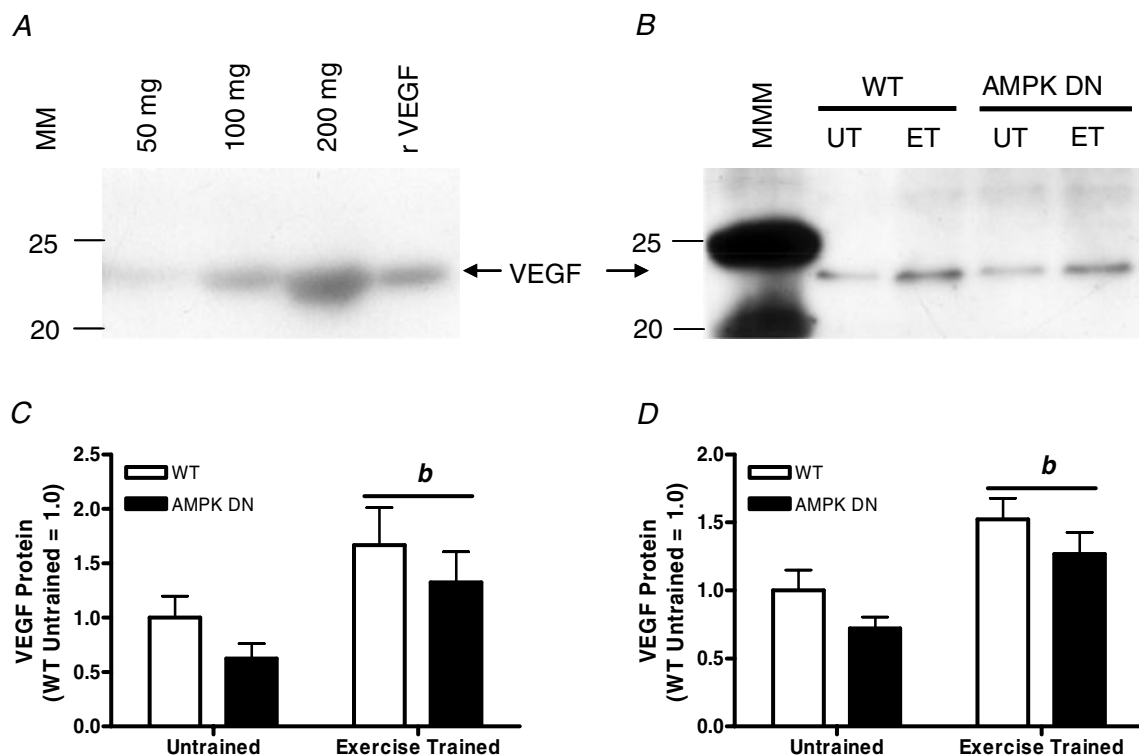 A
MM
50 mg
100 mg
200 mg
r VEGF
25
20
VEGF
B
MMM
WT
AMPK DN
UT
ET
UT
ET
25
20
C
VEGF Protein
(WT Untrained = 1.0)
2.5
2.0
1.5
1.0
0.5
0.0
WT
AMPK DN
b
Untrained
Exercise Trained
D
VEGF Protein
(WT Untrained = 1.0)
2.0
1.5
1.0
0.5
0.0
WT
AMPK DN
b
Untrained
Exercise Trained